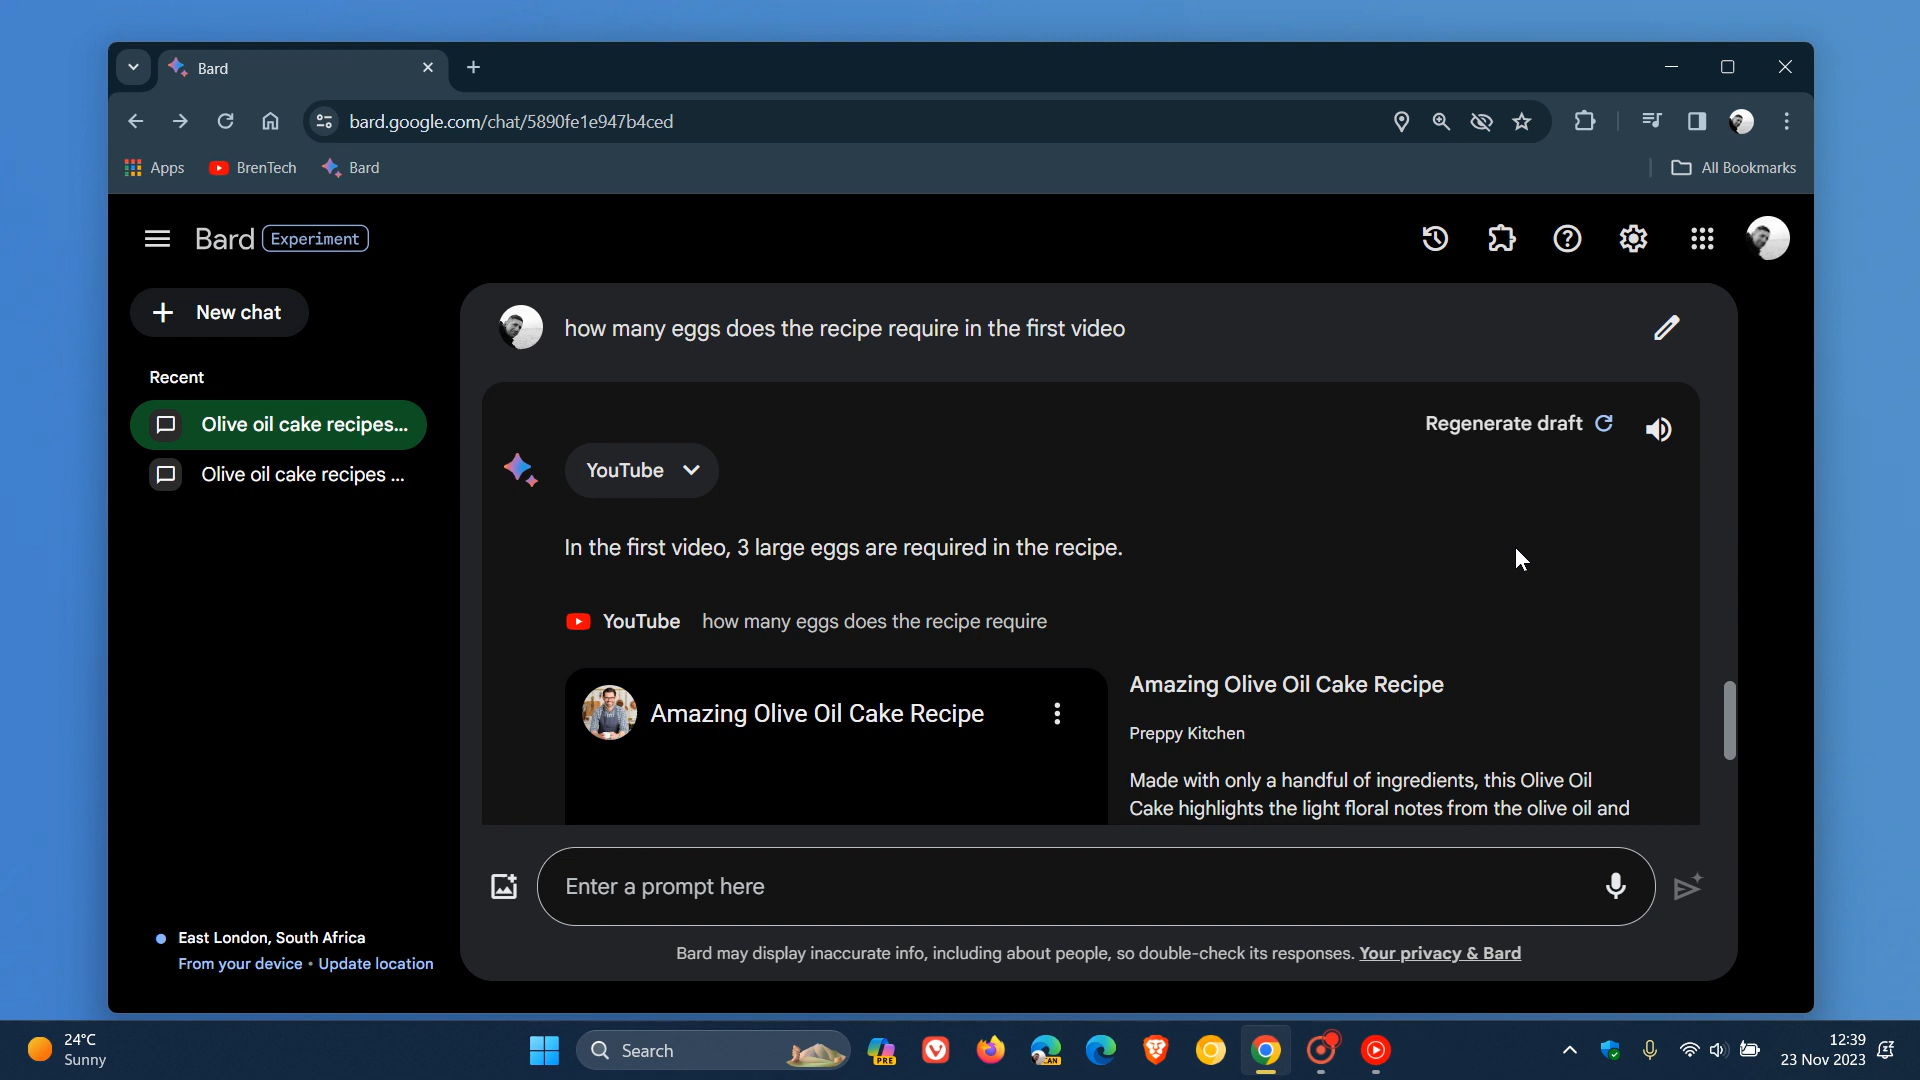 Bard
bard.google.com/chat/5890fe1e947b4ced
Apps
BrenTech
Bard
All Bookmarks
Bard Experiment
New chat
how many eggs does the recipe require in the first video
Recent
Olive oil cake recipes...
Olive oil cake recipes ...
Regenerate draft
YouTube
In the first video, 3 large eggs are required in the recipe.
YouTube how many eggs does the recipe require
Amazing Olive Oil Cake Recipe
Amazing Olive Oil Cake Recipe
Preppy Kitchen
Made with only a handful of ingredients, this Olive Oil
Cake highlights the light floral notes from the olive oil and
Enter a prompt here
East London, South Africa
From your device • Update location
Bard may display inaccurate info, including about people, so double-check its responses. Your privacy & Bard
24°C
Sunny
Search
PRE
CAN
12:39
23 Nov 2023